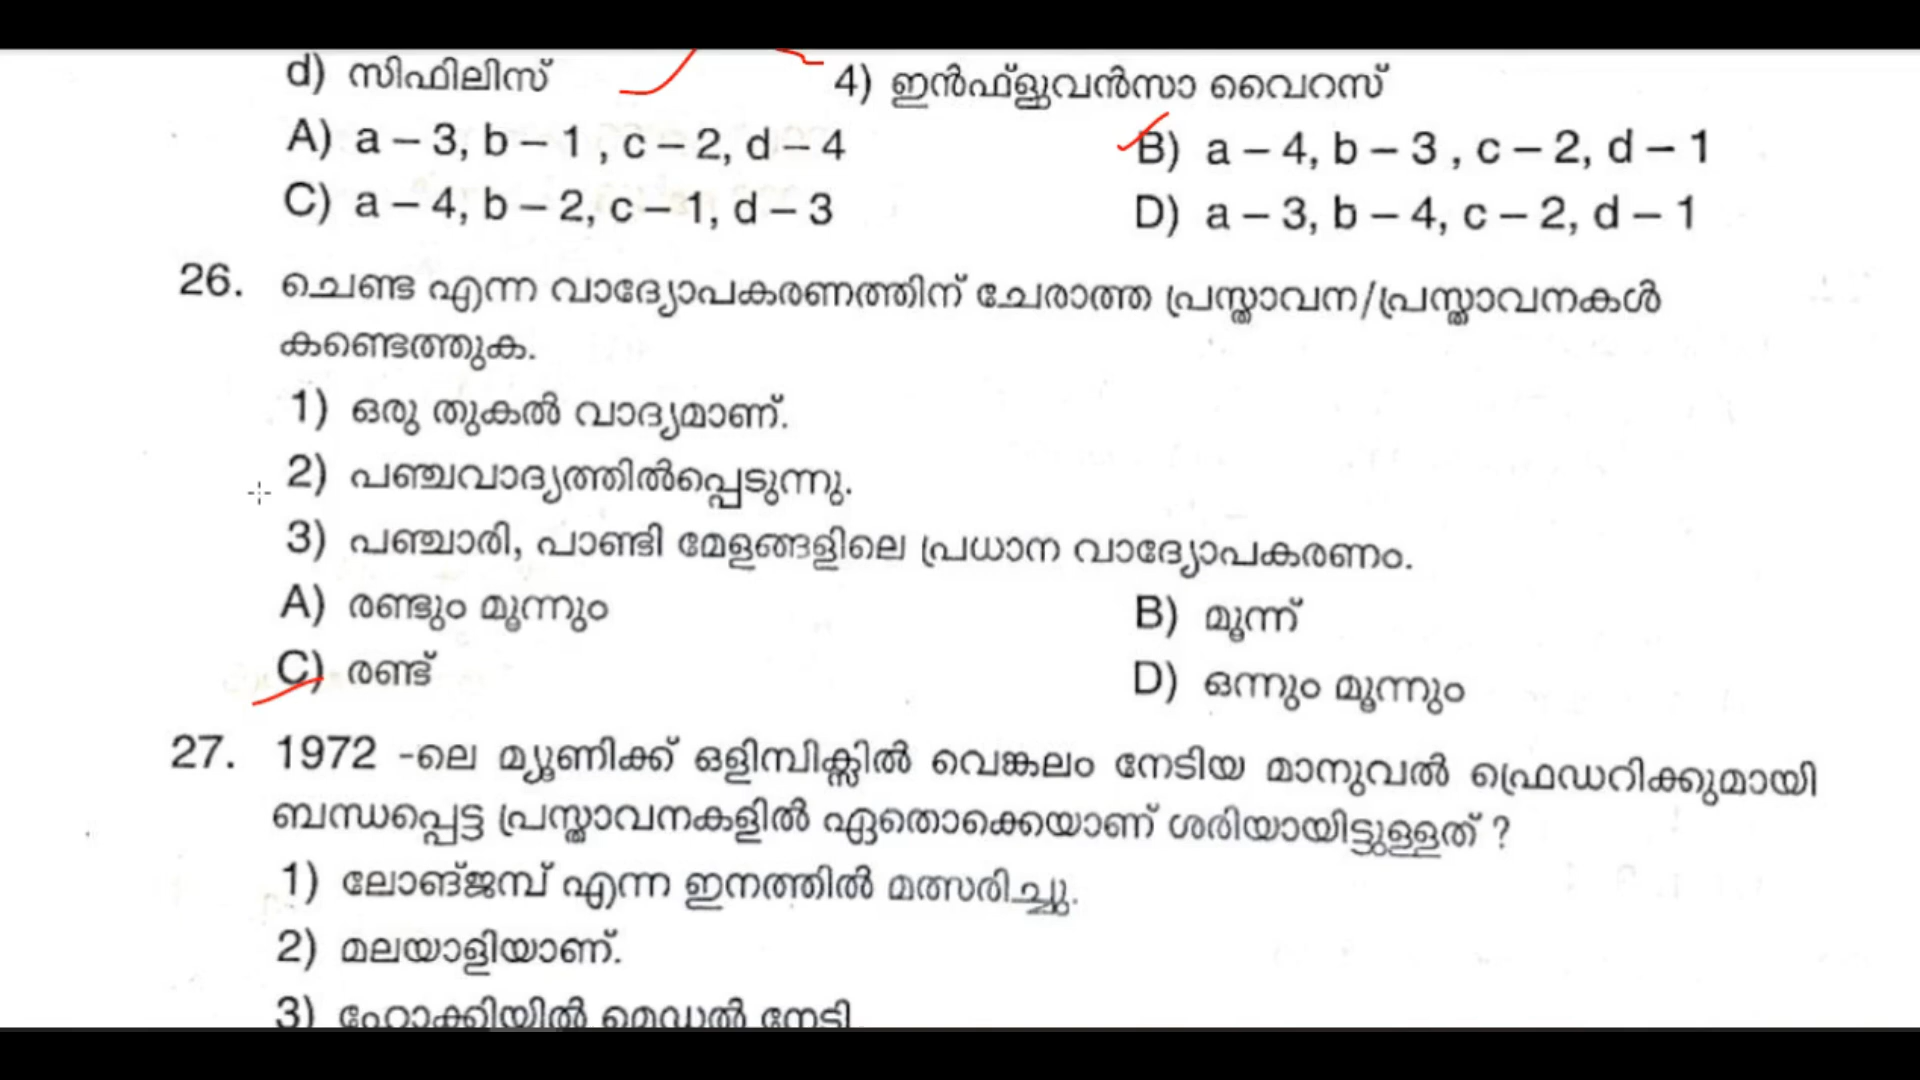 d) സിഫിലിസ് 4) ഇൻഫ്ളുവൻസാ വൈറസ്
A) a – 3, b – 1 , c – 2, d – 4 B) a – 4, b – 3 , c – 2, d – 1
C) a – 4, b – 2, c – 1, d – 3 D) a – 3, b – 4, c – 2, d – 1
26. ചെണ്ട എന്ന വാദ്യോപകരണത്തിന് ചേരാത്ത പ്രസ്താവന/പ്രസ്താവനകൾ
കണ്ടെത്തുക.
1) ഒരു തുകൽ വാദ്യമാണ്.
2) പഞ്ചവാദ്യത്തിൽപ്പെടുന്നു.
3) പഞ്ചാരി, പാണ്ടി മേളങ്ങളിലെ പ്രധാന വാദ്യോപകരണം.
A) രണ്ടും മൂന്നും B) മൂന്ന്
C) രണ്ട് D) ഒന്നും മൂന്നും
27. 1972 -ലെ മ്യൂണിക്ക് ഒളിമ്പിക്സിൽ വെങ്കലം നേടിയ മാനുവൽ ഫ്രെഡറിക്കുമായി
ബന്ധപ്പെട്ട പ്രസ്താവനകളിൽ ഏതൊക്കെയാണ് ശരിയായിട്ടുള്ളത് ?
1) ലോങ്ജമ്പ് എന്ന ഇനത്തിൽ മത്സരിച്ചു.
2) മലയാളിയാണ്.
3) ഹോക്കിയിൽ മെഡൽ നേടി